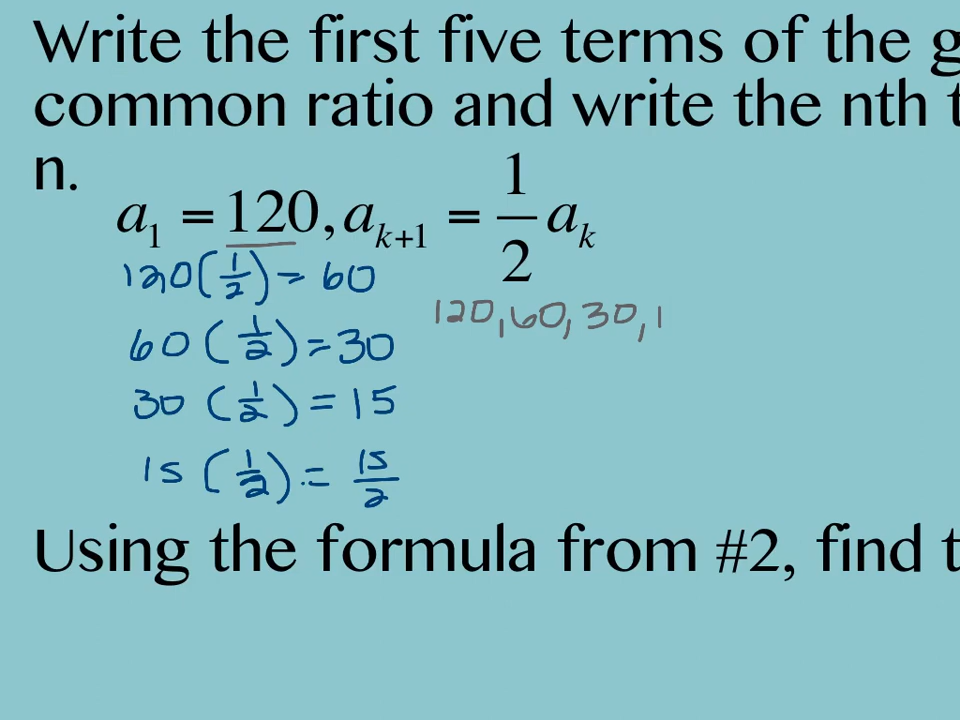 Write the first five terms of the g
common ratio and write the nth t
n.
a₁ = 120, aₖ₊₁ = 1/2 aₖ
120(1/2) = 60
120, 60, 30, 1
60 (1/2) = 30
30 (1/2) = 15
15 (1/2) = 15/2
Using the formula from #2, find t